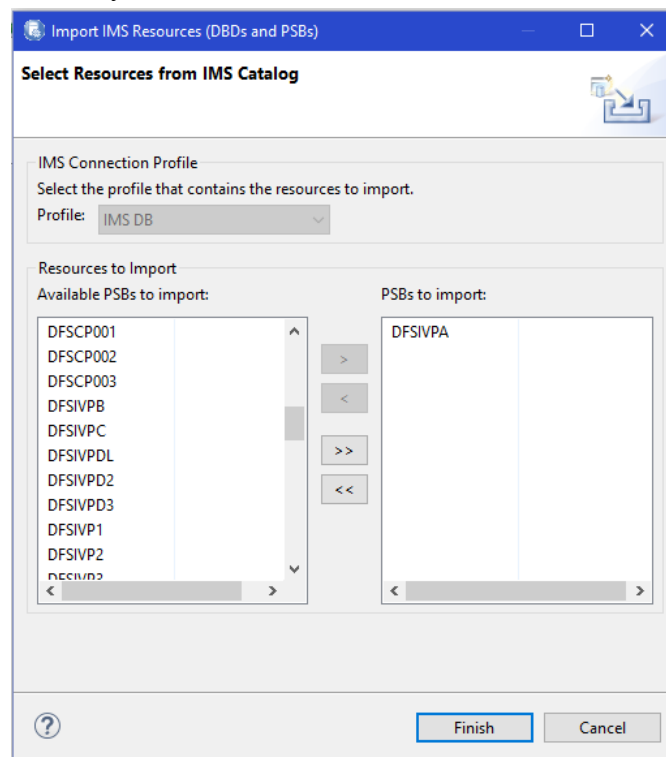 Import IMS Resources (DBDs and PSBs)
Select Resources from IMS Catalog
IMS Connection Profile
Select the profile that contains the resources to import.
Profile: IMS DB
Resources to Import
Available PSBs to import:
DFSCP001
DFSCP002
DFSCP003
DFSIVPB
DFSIVPC
DFSIVPDL
DFSIVPD2
DFSIVPD3
DFSIVP1
DFSIVP2
>
<
>>
<<
PSBs to import:
DFSIVPA
?
Finish
Cancel